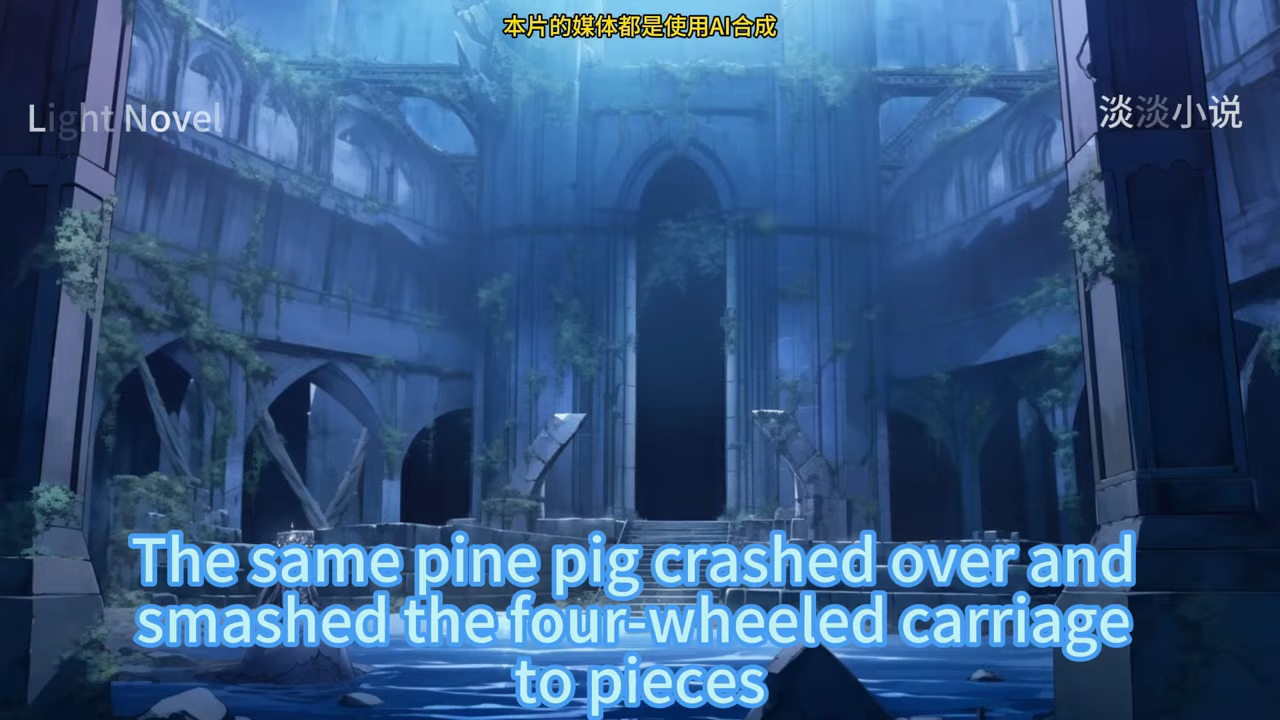 本片的媒体都是使用AI合成
Light Novel
淡淡小说
The same pine pig crashed over and
smashed the four-wheeled carriage
to pieces